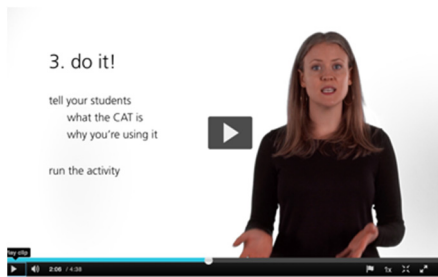 3. do it!
tell your students
what the CAT is
why you're using it
run the activity
clip
2:06 / 4:38
1x